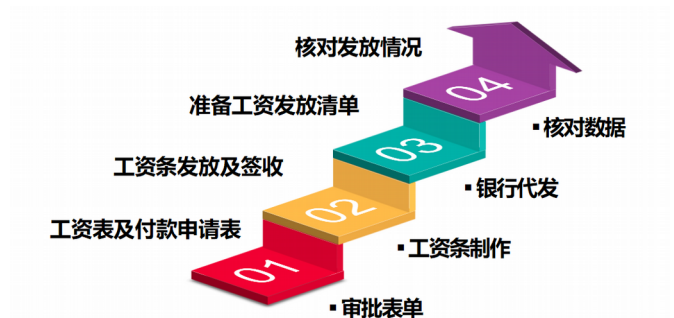 核对发放情况
04
▪核对数据
准备工资发放清单
03
▪银行代发
工资条发放及签收
02
▪工资条制作
工资表及付款申请表
01
▪审批表单